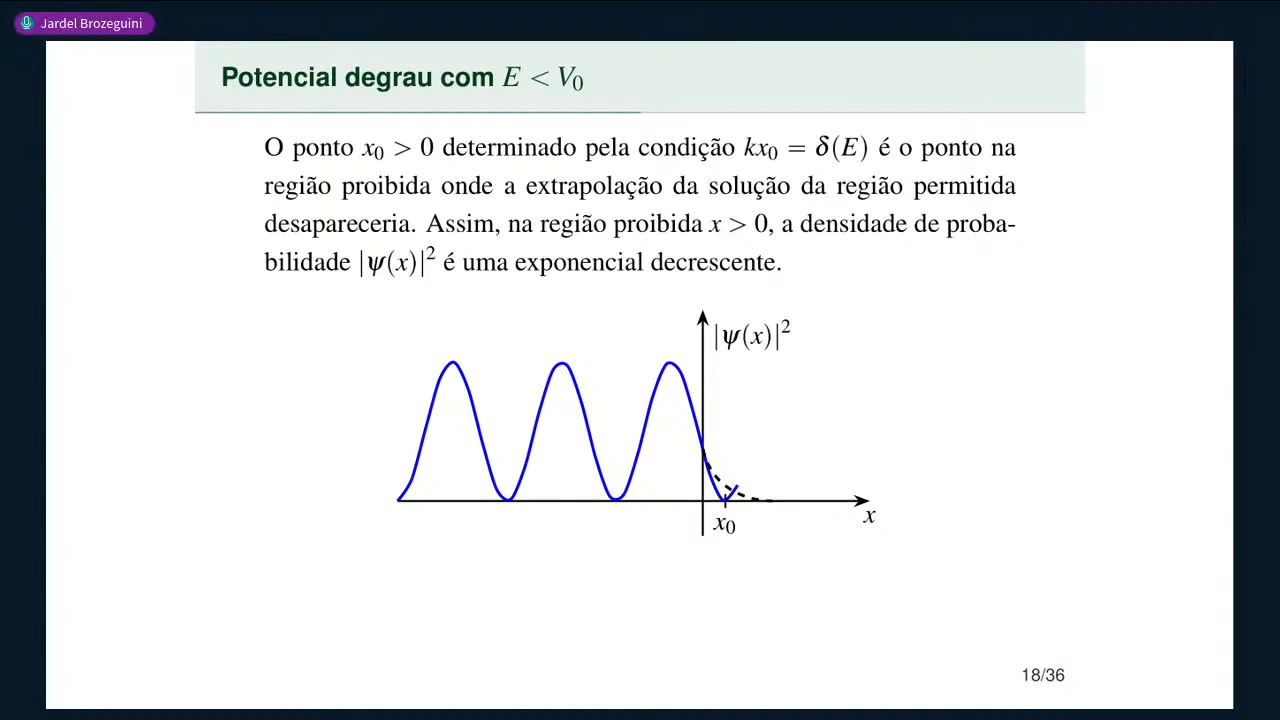 Jardel Brozeguini
Potencial degrau com E < V₀
O ponto x₀ > 0 determinado pela condição kx₀ = δ(E) é o ponto na
região proibida onde a extrapolação da solução da região permitida
desapareceria. Assim, na região proibida x > 0, a densidade de proba-
bilidade |ψ(x)|² é uma exponencial decrescente.
|ψ(x)|²
x₀
x
18/36